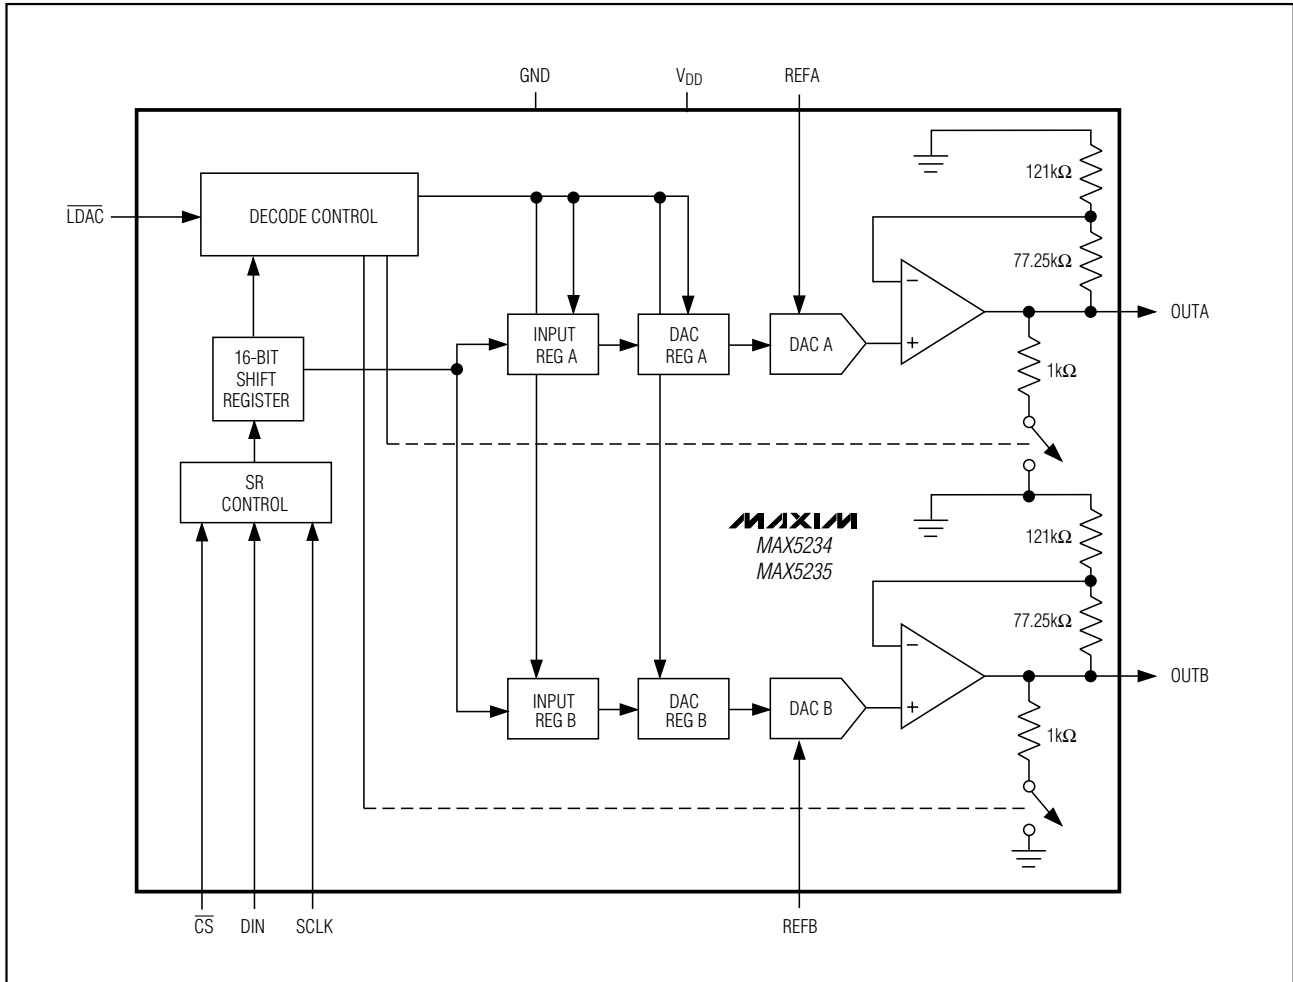 GND
VDD
REFA
121kΩ
LDAC
DECODE CONTROL
77.25kΩ
−
OUTA
INPUT
REG A
DAC
REG A
DAC A
+
16-BIT
SHIFT
REGISTER
1kΩ
SR
CONTROL
MAXIM
MAX5234
MAX5235
121kΩ
77.25kΩ
−
OUTB
INPUT
REG B
DAC
REG B
DAC B
+
1kΩ
CS
DIN
SCLK
REFB